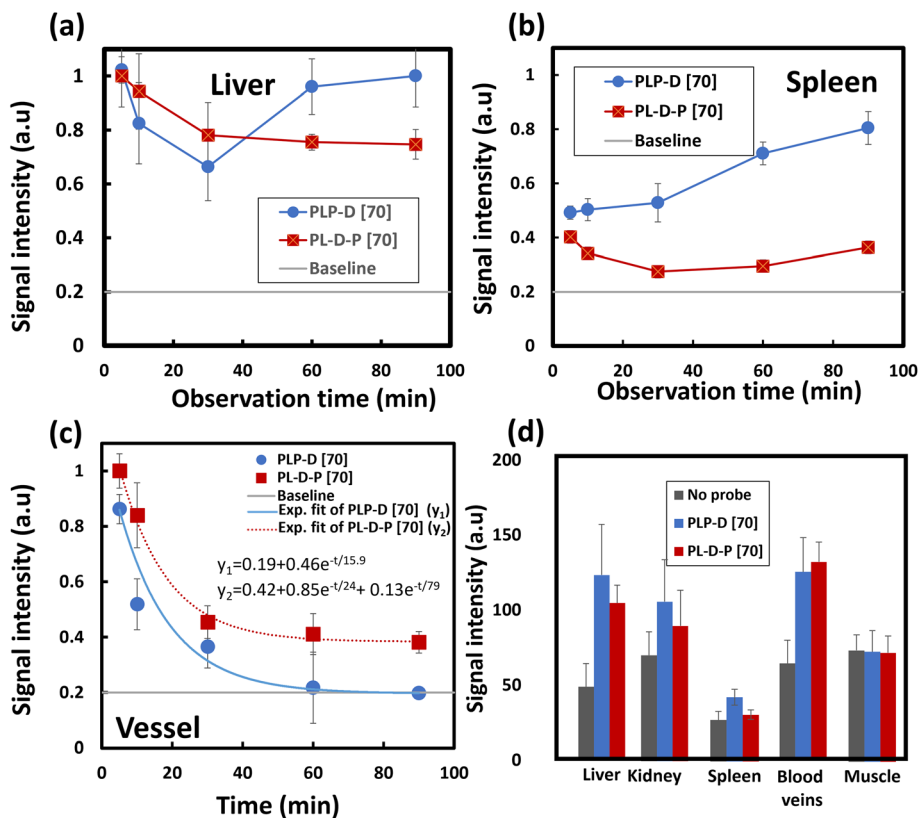 (a)
Signal intensity (a.u)
1
0.8
0.6
0.4
0.2
0
Liver
PLP-D [70]
PL-D-P [70]
Baseline
0 20 40 60 80 100
Observation time (min)
(b)
Signal intensity (a.u)
1
0.8
0.6
0.4
0.2
0
PLP-D [70]
PL-D-P [70]
Baseline
Spleen
0 20 40 60 80 100
Observation time (min)
(c)
Signal intensity (a.u)
1
0.8
0.6
0.4
0.2
0
PLP-D [70]
PL-D-P [70]
Baseline
Exp. fit of PLP-D [70] (y₁)
Exp. fit of PL-D-P [70] (y₂)
y₁=0.19+0.46e^-t/15.9
y₂=0.42+0.85e^-t/24+ 0.13e^-t/79
Vessel
0 20 40 60 80 100
Time (min)
(d)
Signal intensity (a.u)
200
150
100
50
0
No probe
PLP-D [70]
PL-D-P [70]
Liver Kidney Spleen Blood Muscle
veins